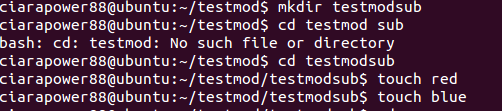 ciarapower88@ubuntu:~/testmod$ mkdir testmodsub
ciarapower88@ubuntu:~/testmod$ cd testmod sub
bash: cd: testmod: No such file or directory
ciarapower88@ubuntu:~/testmod$ cd testmodsub
ciarapower88@ubuntu:~/testmod/testmodsub$ touch red
ciarapower88@ubuntu:~/testmod/testmodsub$ touch blue